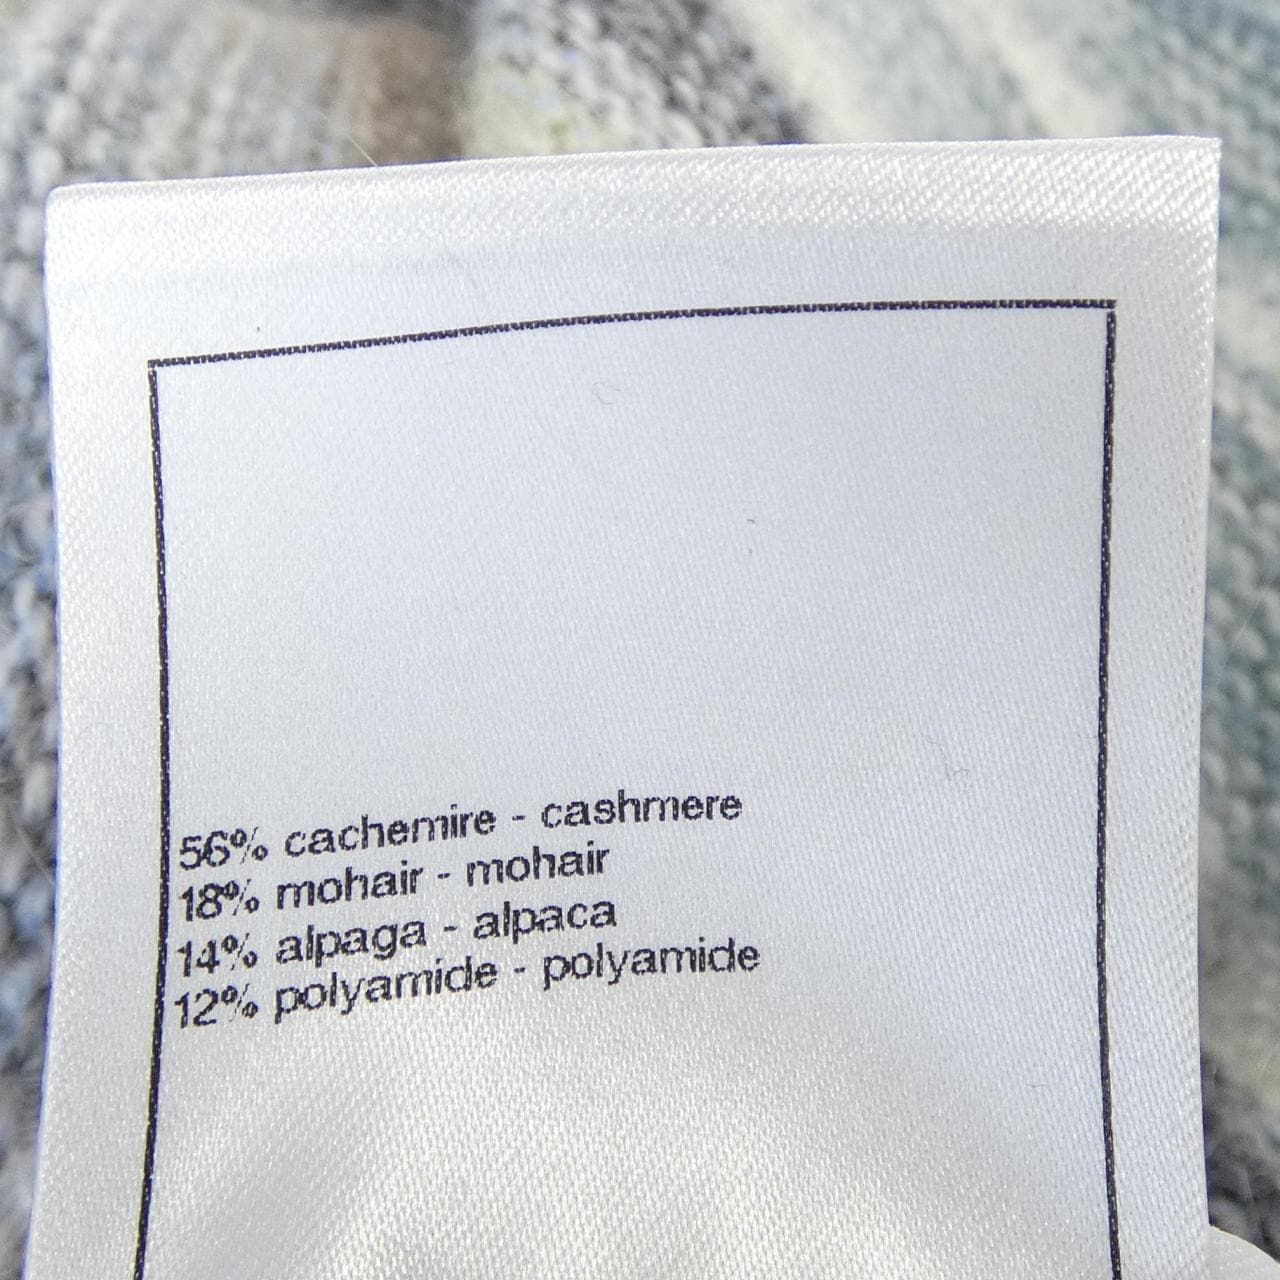 56% cachemire - cashmere
18% mohair - mohair
14% alpaga - alpaca
12% polyamide - polyamide